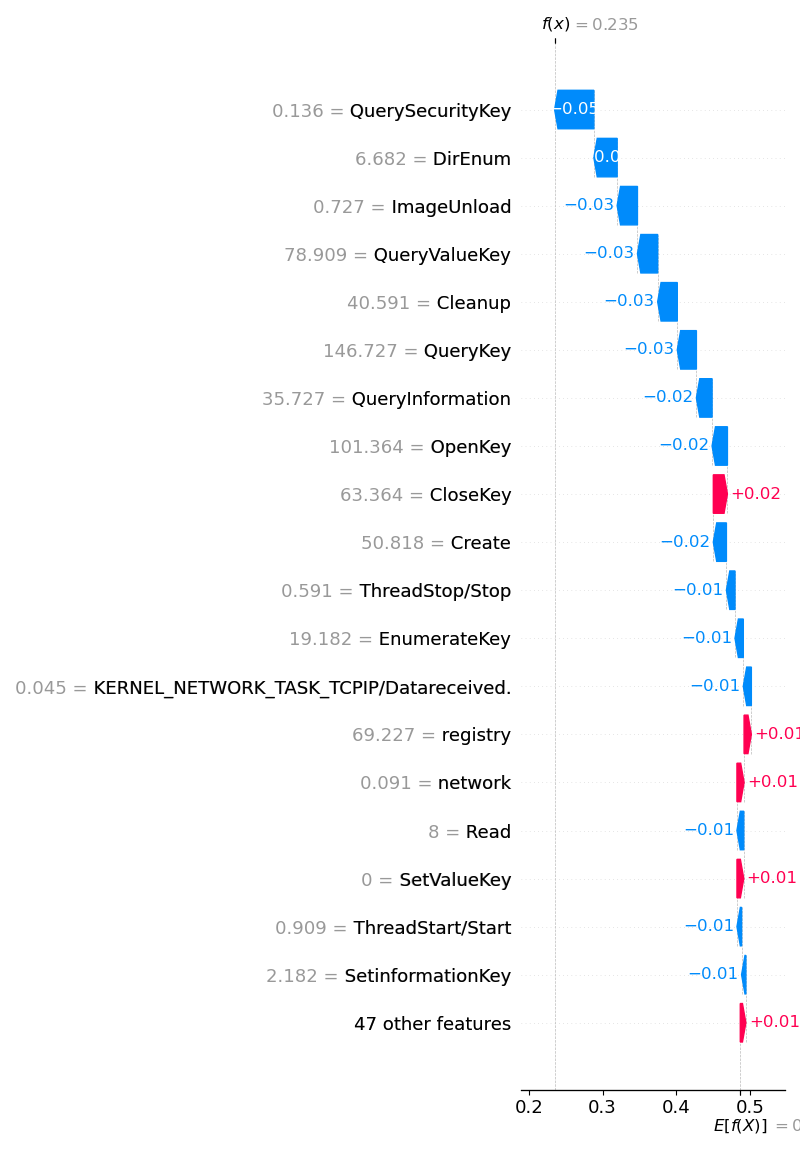 f(x) = 0.235
0.136 = QuerySecurityKey
−0.05
6.682 = DirEnum
0.727 = ImageUnload
−0.03
78.909 = QueryValueKey
−0.03
40.591 = Cleanup
−0.03
146.727 = QueryKey
−0.03
35.727 = QueryInformation
−0.02
101.364 = OpenKey
−0.02
63.364 = CloseKey
+0.02
50.818 = Create
−0.02
0.591 = ThreadStop/Stop
−0.01
19.182 = EnumerateKey
−0.01
0.045 = KERNEL_NETWORK_TASK_TCPIP/Datareceived.
−0.01
69.227 = registry
+0.01
0.091 = network
+0.01
8 = Read
−0.01
0 = SetValueKey
+0.01
0.909 = ThreadStart/Start
−0.01
2.182 = SetinformationKey
−0.01
47 other features
+0.01
0.2 0.3 0.4 0.5
E[f(X)] = 0